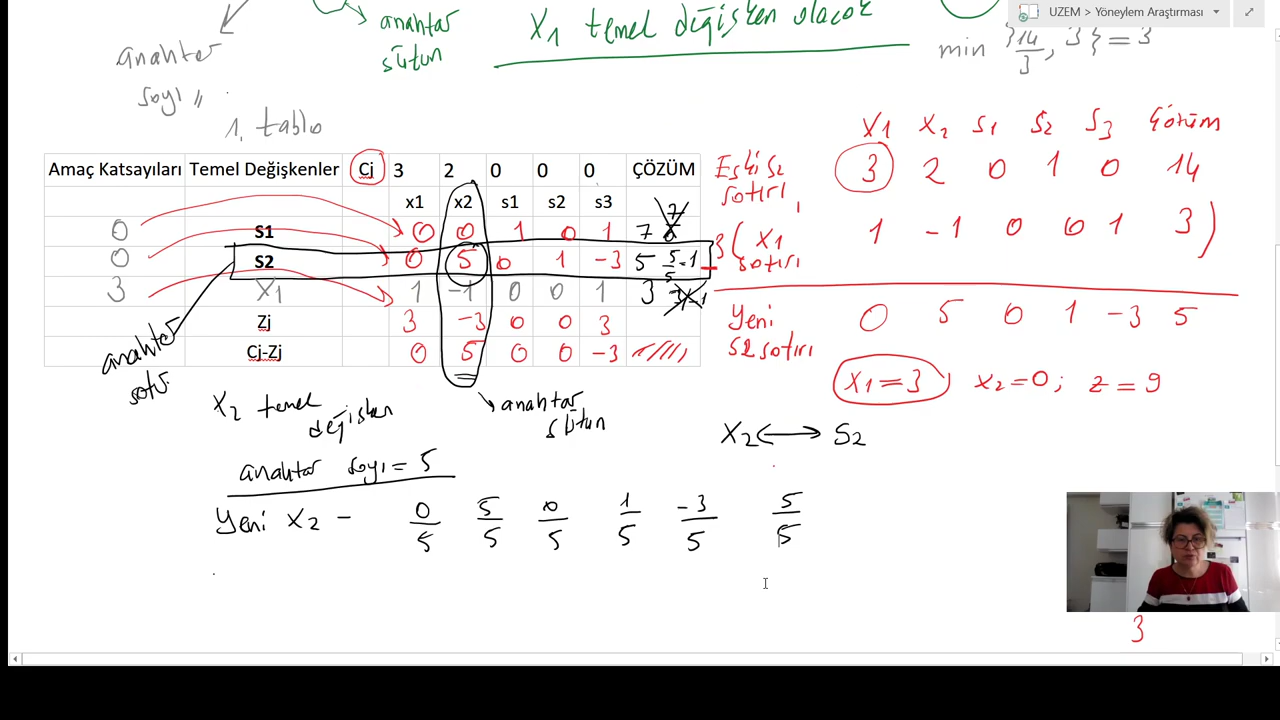 UZEM > Yöneylem Araştırması
anahtar sütun
X1 temel değişken olacak
min {14/3, 3} = 3
anahtar sayı "
1. tablo
X1 X2 S1 S2 S3 Çözüm
Amaç Katsayıları Temel Değişkenler Cj 3 2 0 0 0 ÇÖZÜM
Eski S2 satırı 3 2 0 1 0 14
x1 x2 s1 s2 s3
0 S1 0 0 1 0 1 7
3 ( X1 satırı 1 -1 0 0 1 3 )
0 S2 0 5 0 1 -3 5 5/5=1
3 X1 1 -1 0 0 1 3
Zj 3 -3 0 0 3
Yeni S2 satırı 0 5 0 1 -3 5
Cj-Zj 0 5 0 0 -3
anahtar satır
X1=3, X2=0; Z=9
X2 temel değişken
anahtar sütun
X2 ↔ S2
anahtar sayı = 5
Yeni X2 - 0/5 5/5 0/5 1/5 -3/5 5/5
3